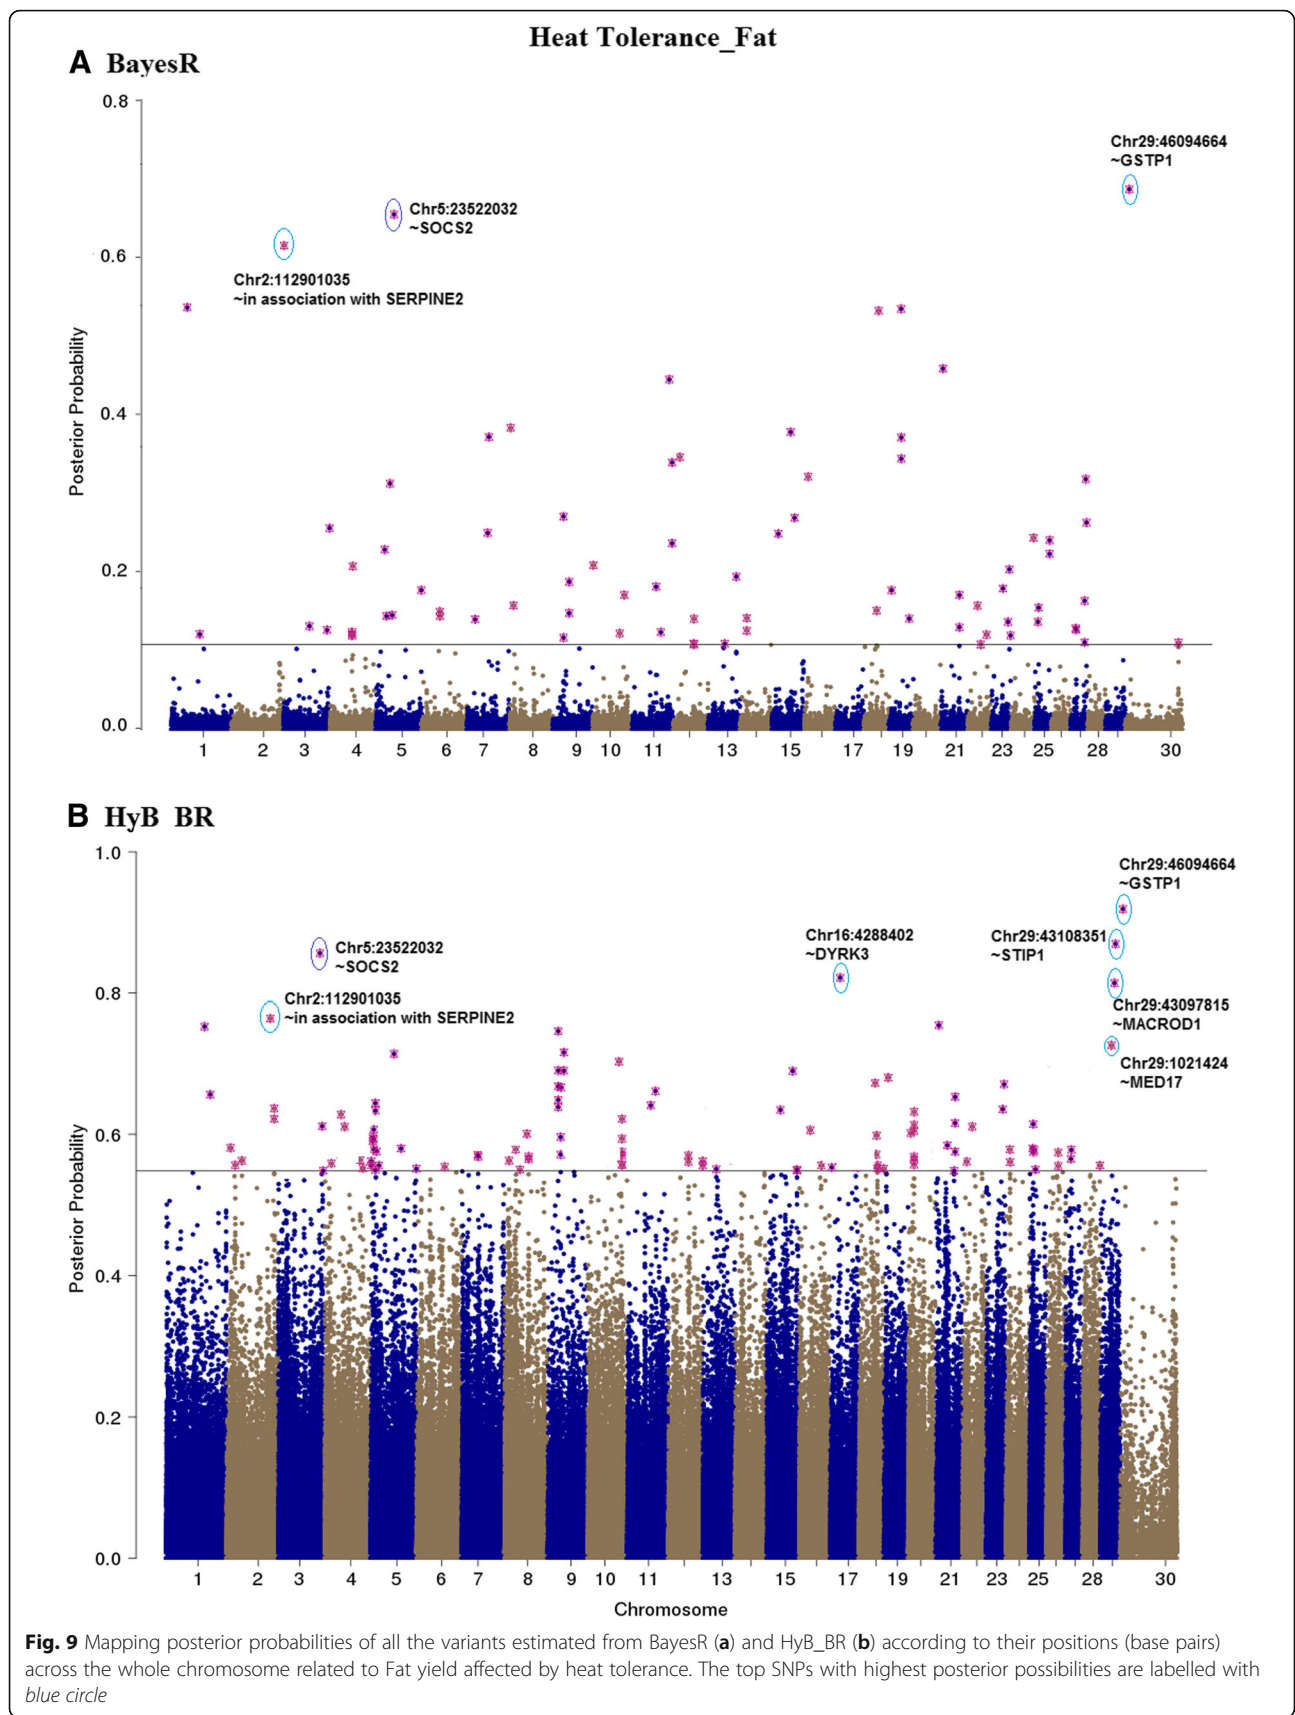 Heat Tolerance_Fat
A BayesR
0.8
0.6
0.4
0.2
0.0
Posterior Probability
Chr29:46094664
~GSTP1
Chr5:23522032
~SOCS2
Chr2:112901035
~in association with SERPINE2
1 2 3 4 5 6 7 8 9 10 11 13 15 17 19 21 23 25 28 30
B HyB_BR
1.0
0.8
0.6
0.4
0.2
0.0
Posterior Probability
Chr29:46094664
~GSTP1
Chr16:4288402
~DYRK3
Chr29:43108351
~STIP1
Chr5:23522032
~SOCS2
Chr2:112901035
~in association with SERPINE2
Chr29:43097815
~MACROD1
Chr29:1021424
~MED17
1 2 3 4 5 6 7 8 9 10 11 13 15 17 19 21 23 25 28 30
Chromosome
Fig. 9 Mapping posterior probabilities of all the variants estimated from BayesR (a) and HyB_BR (b) according to their positions (base pairs)
across the whole chromosome related to Fat yield affected by heat tolerance. The top SNPs with highest posterior possibilities are labelled with
blue circle